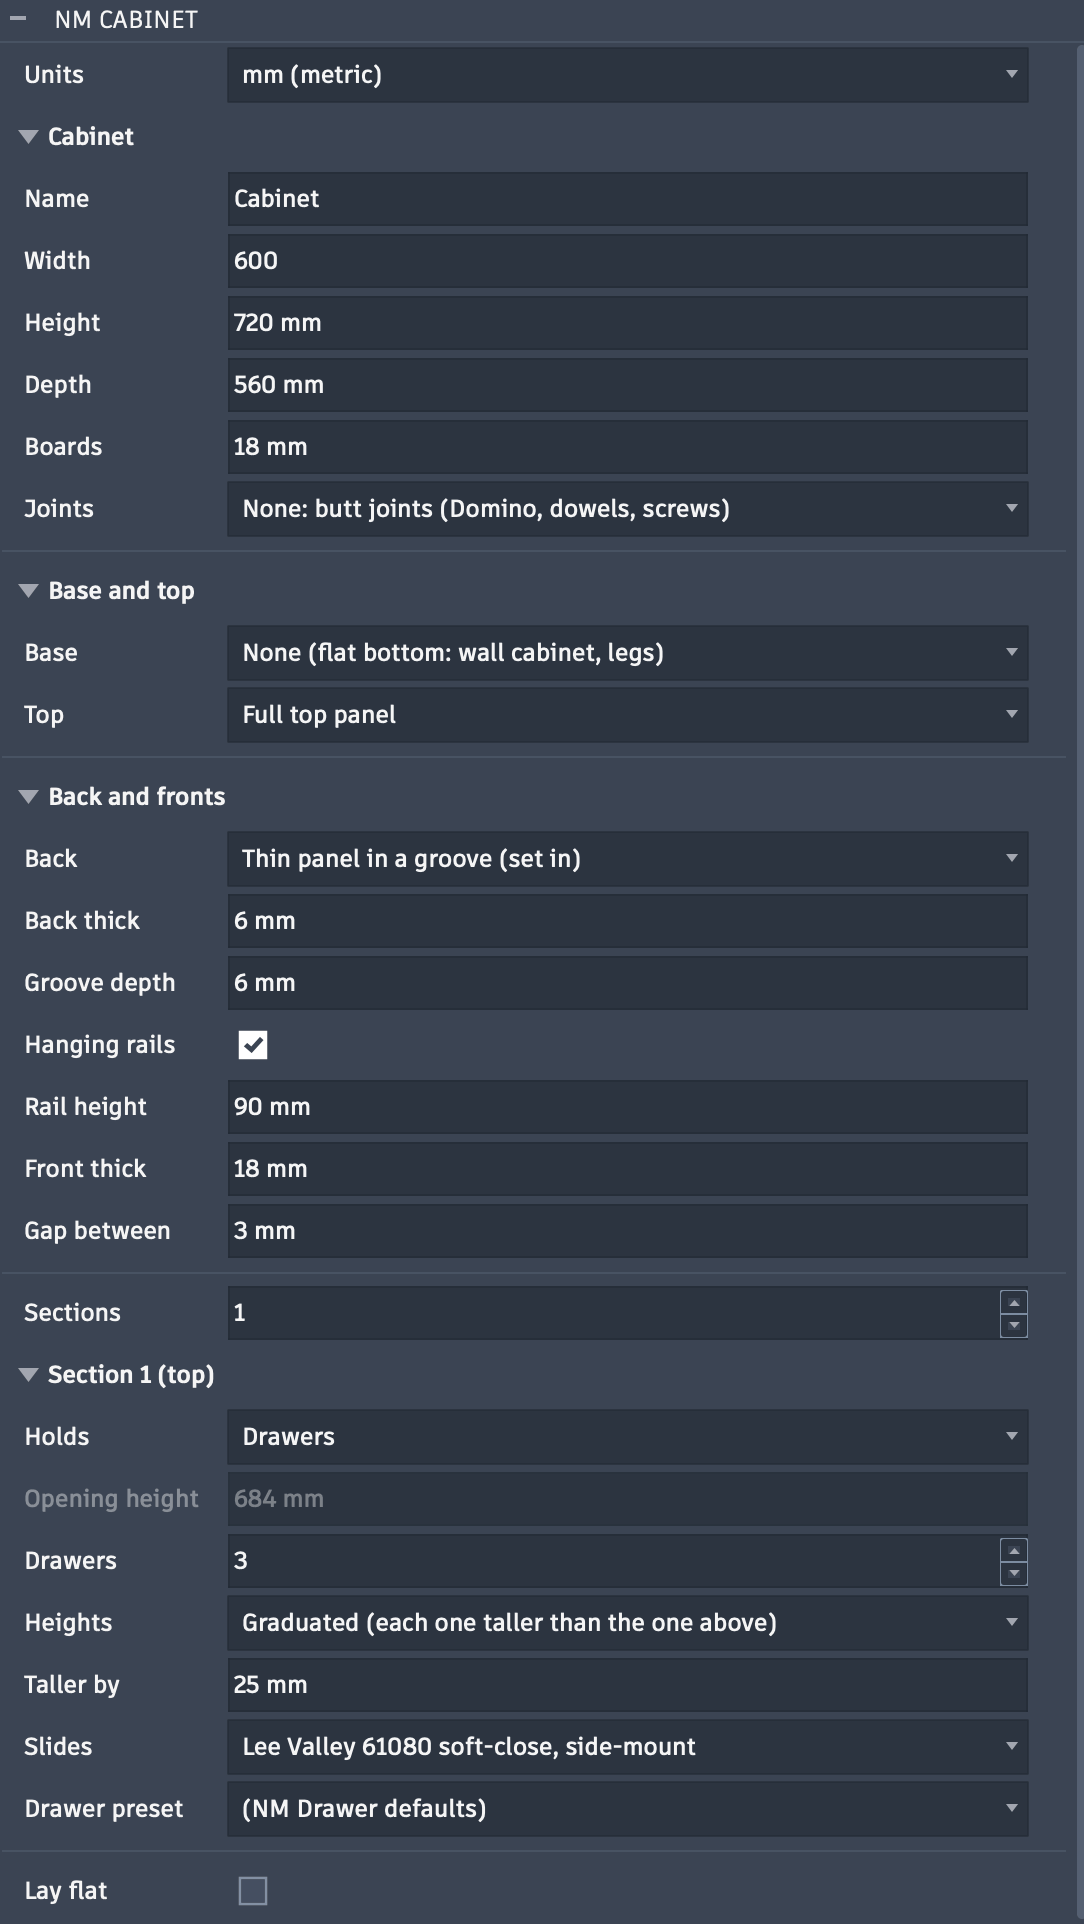 NM CABINET
Units mm (metric)
Cabinet
Name Cabinet
Width 600
Height 720 mm
Depth 560 mm
Boards 18 mm
Joints None: butt joints (Domino, dowels, screws)
Base and top
Base None (flat bottom: wall cabinet, legs)
Top Full top panel
Back and fronts
Back Thin panel in a groove (set in)
Back thick 6 mm
Groove depth 6 mm
Hanging rails
Rail height 90 mm
Front thick 18 mm
Gap between 3 mm
Sections 1
Section 1 (top)
Holds Drawers
Opening height 684 mm
Drawers 3
Heights Graduated (each one taller than the one above)
Taller by 25 mm
Slides Lee Valley 61080 soft-close, side-mount
Drawer preset (NM Drawer defaults)
Lay flat